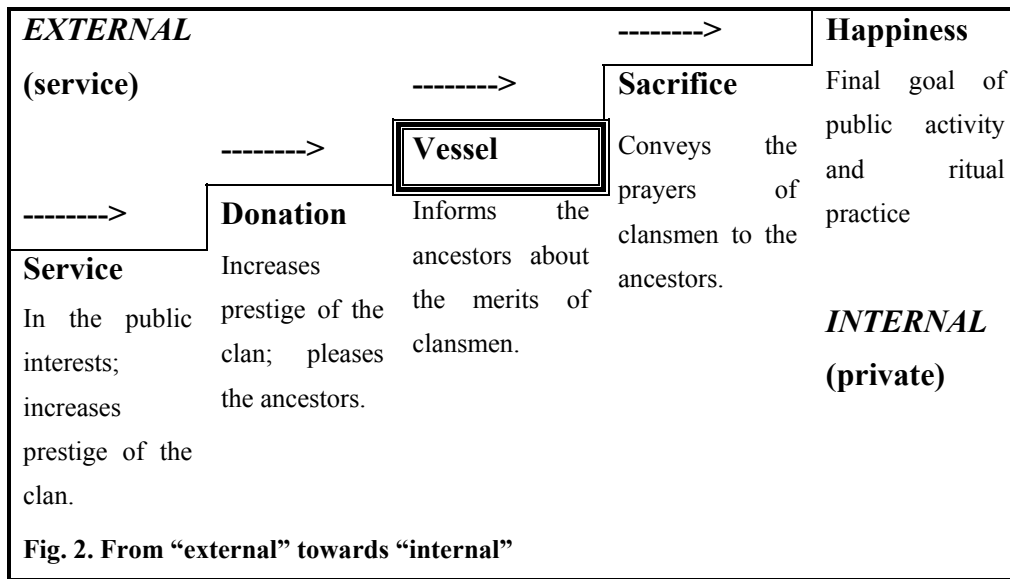 EXTERNAL
(service)
-------->
Service
In the public
interests;
increases
prestige of the
clan.
-------->
Donation
Increases
prestige of the
clan; pleases
the ancestors.
-------->
Vessel
Informs the
ancestors about
the merits of
clansmen.
-------->
Sacrifice
Conveys the
prayers of
clansmen to the
ancestors.
Happiness
Final goal of
public activity
and ritual
practice
INTERNAL
(private)
Fig. 2. From “external” towards “internal”